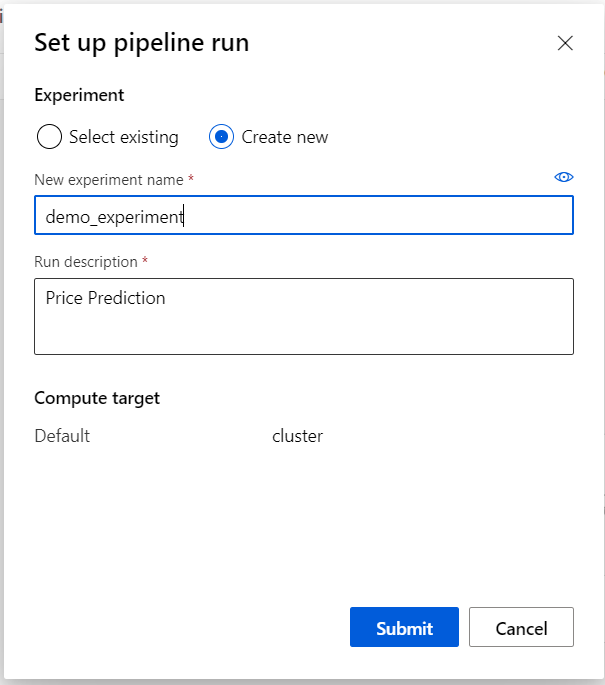 Set up pipeline run
Experiment
Select existing Create new
New experiment name *
demo_experiment
Run description *
Price Prediction
Compute target
Default cluster
Submit Cancel